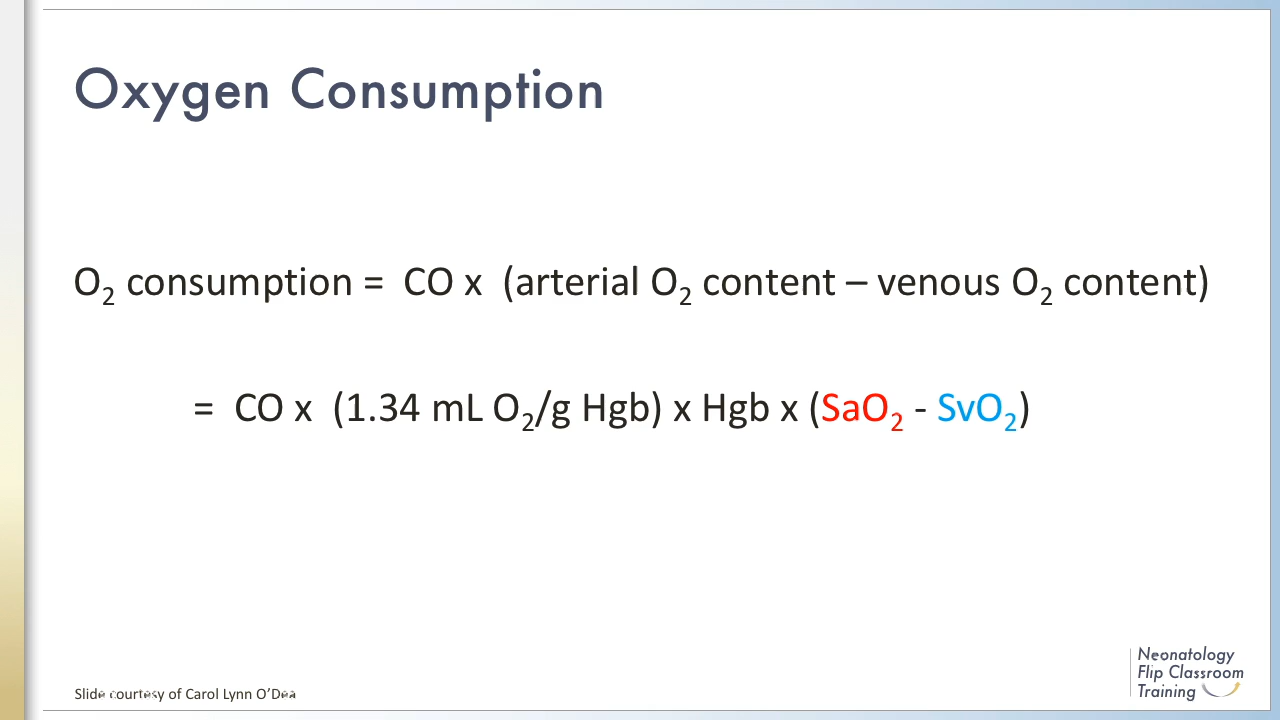 Oxygen Consumption
O₂ consumption = CO x (arterial O₂ content – venous O₂ content)
= CO x (1.34 mL O₂/g Hgb) x Hgb x (SaO₂ - SvO₂)
Neonatology
Flip Classroom
Training
Slide courtesy of Carol Lynn O'Dea